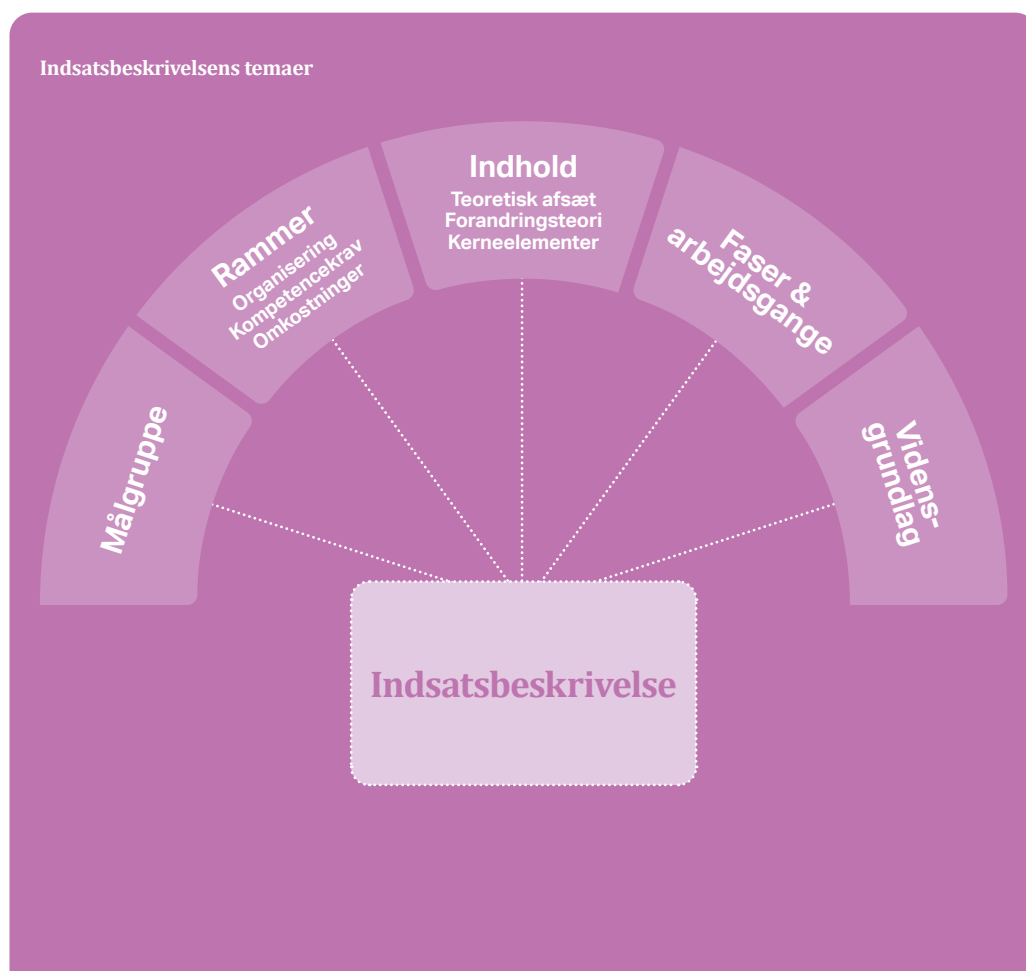 Indsatsbeskrivelsens temaer
Målgruppe
Rammer
Organisering
Kompetencekrav
Omkostninger
Indhold
Teoretisk afsæt
Forandringsteori
Kerneelementer
Faser &
arbejdsgange
Videns-
grundlag
Indsatsbeskrivelse